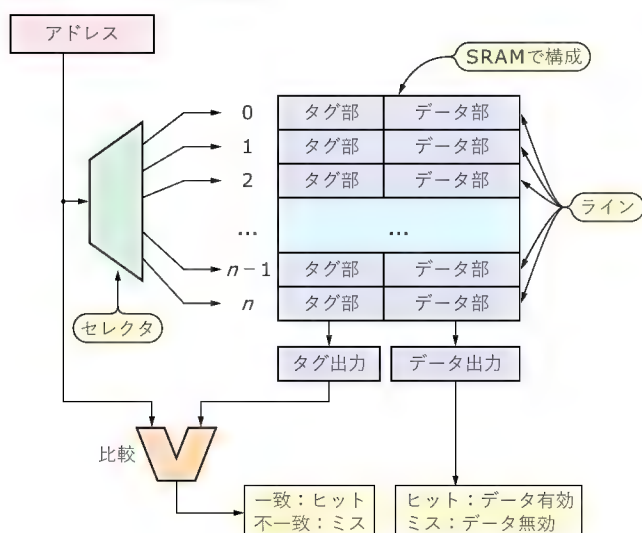 アドレス
SRAMで構成
0 タグ部 データ部
1 タグ部 データ部
2 タグ部 データ部
… …
n−1 タグ部 データ部
n タグ部 データ部
ライン
セレクタ
タグ出力 データ出力
比較
一致：ヒット
不一致：ミス
ヒット：データ有効
ミス：データ無効